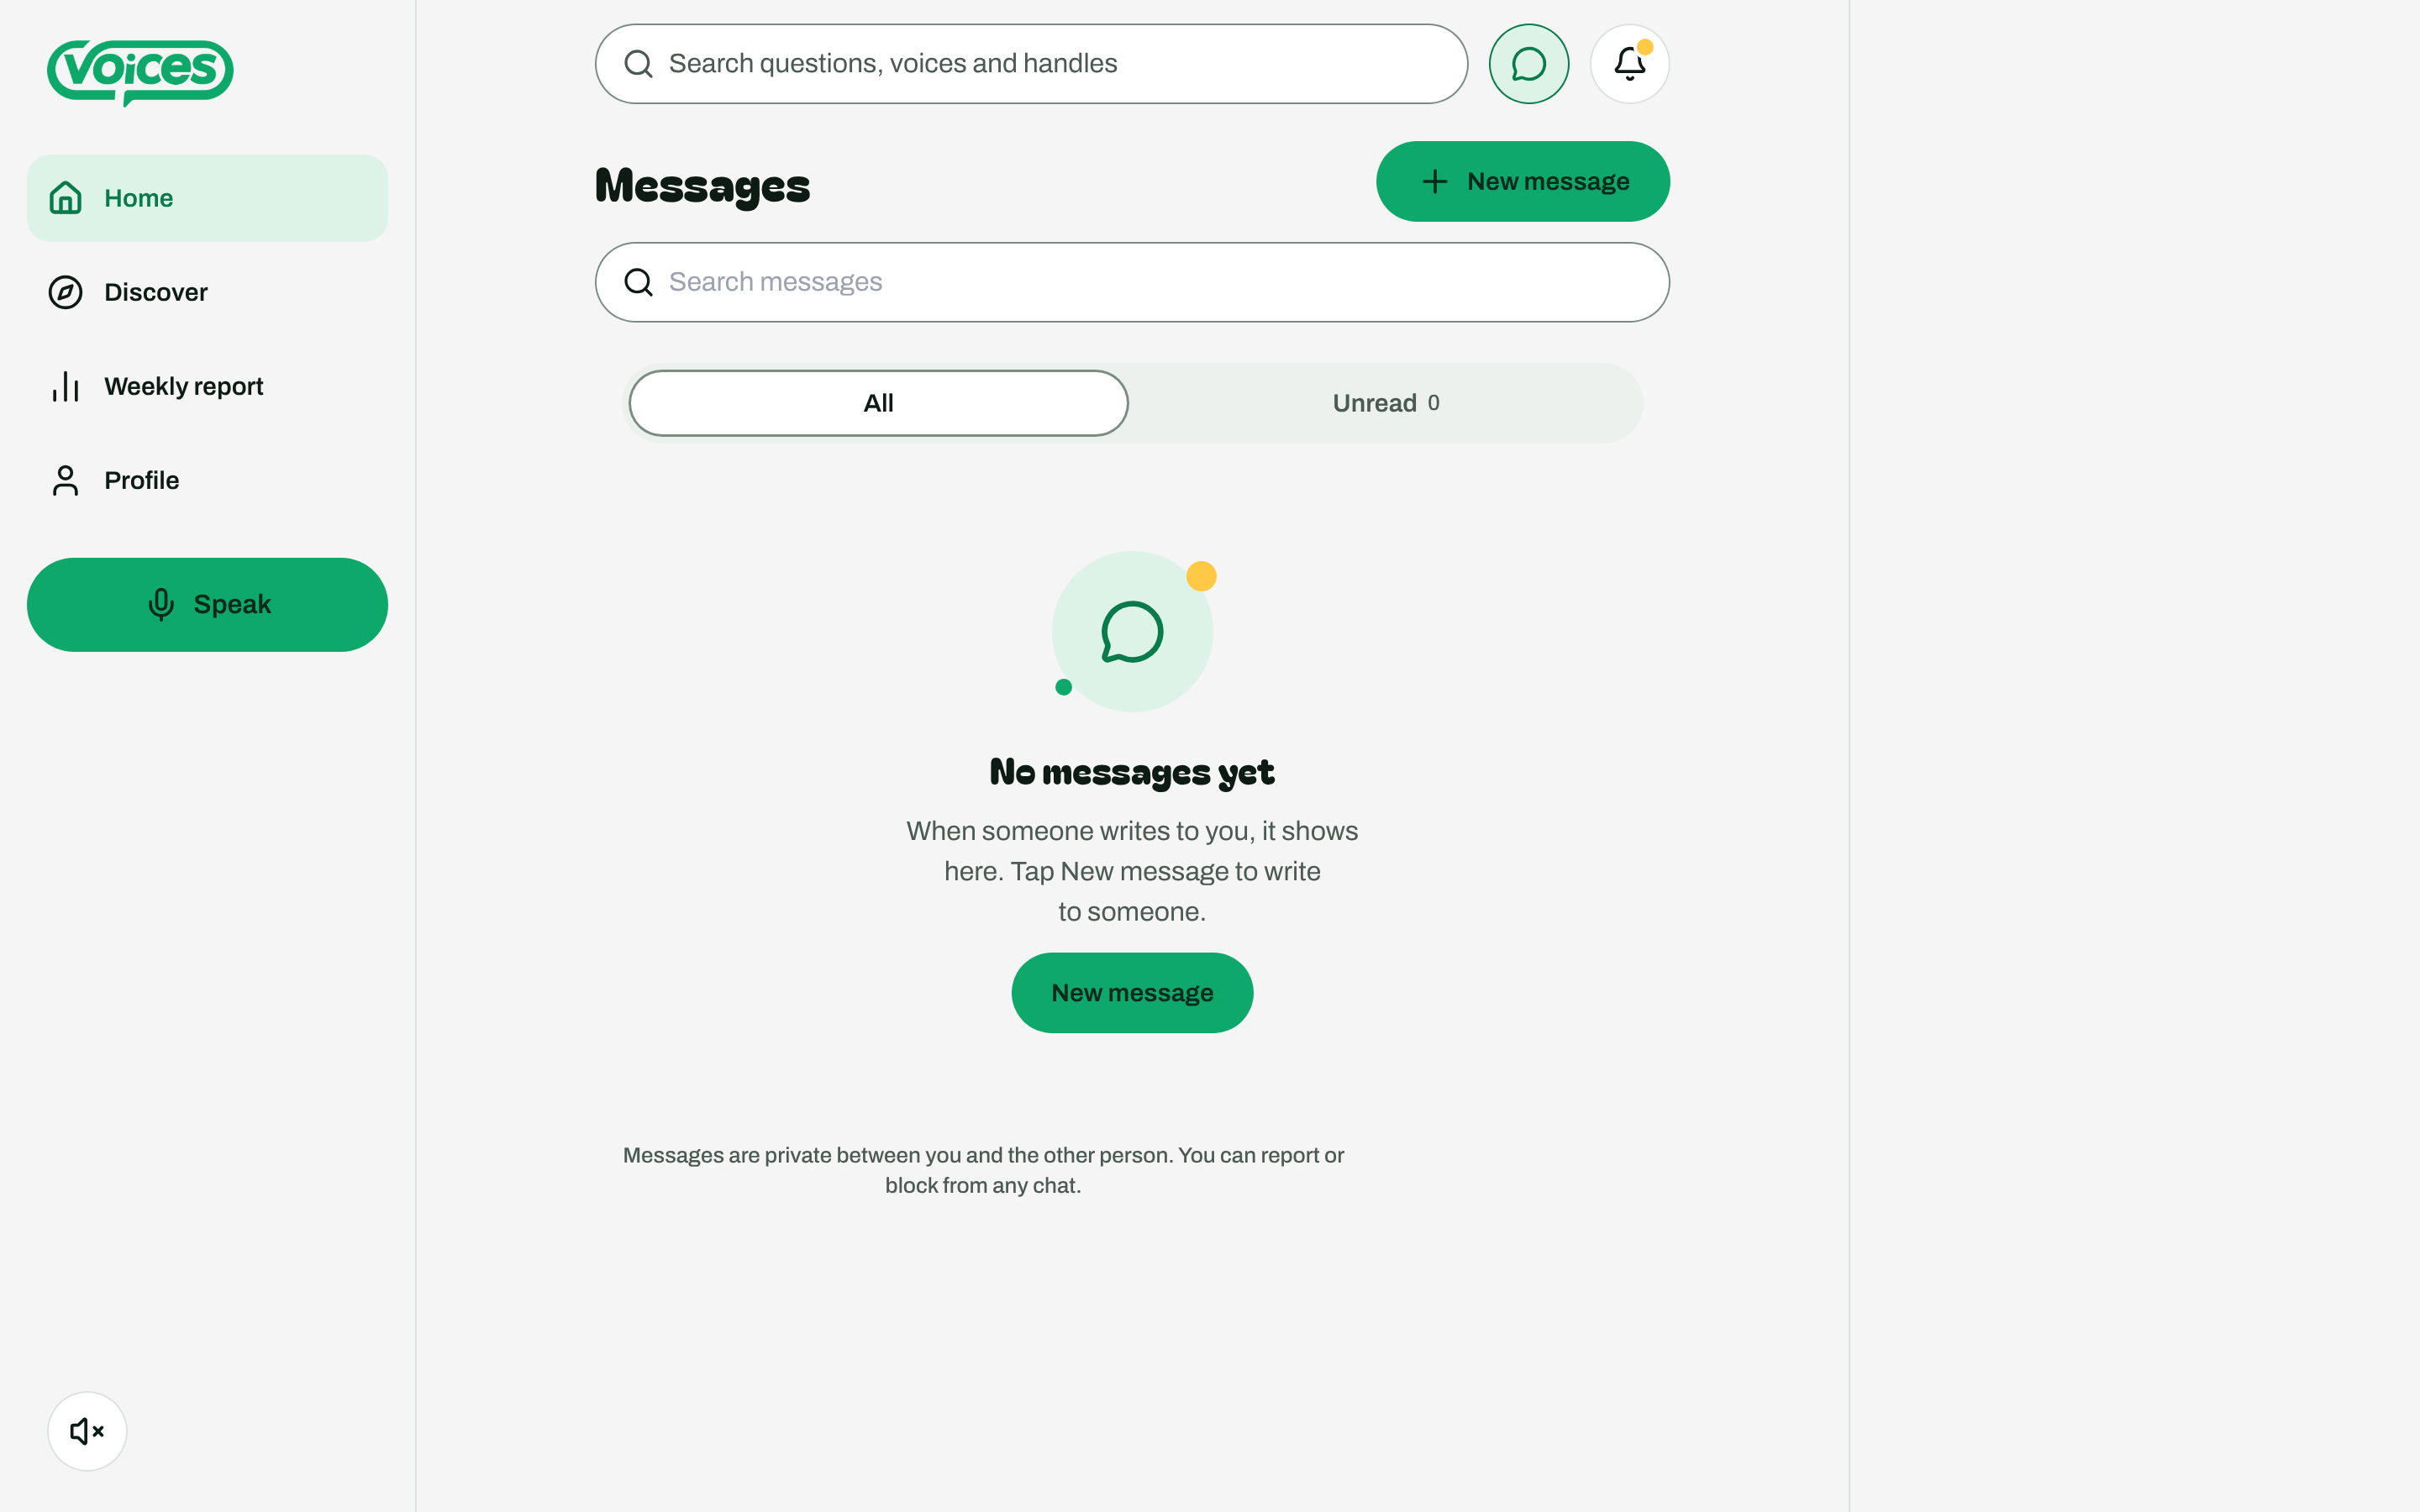 voices
Search questions, voices and handles
Home
Discover
Weekly report
Profile
Speak
Messages
New message
Search messages
All
Unread 0
No messages yet
When someone writes to you, it shows
here. Tap New message to write
to someone.
New message
Messages are private between you and the other person. You can report or
block from any chat.